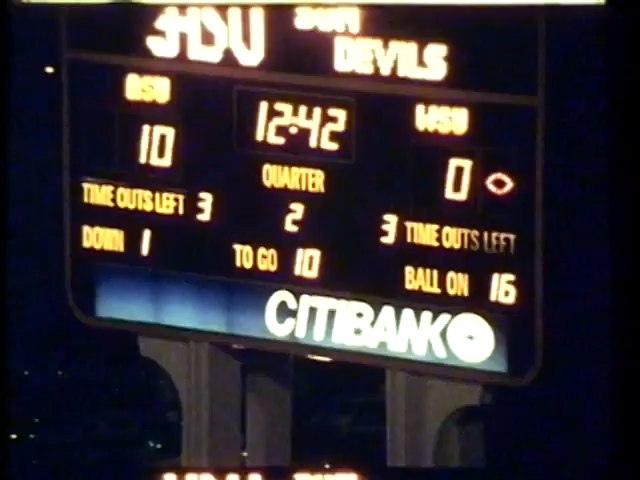 ASU SUN
DEVILS
ASU 12:42 WSU
10 QUARTER 0
TIME OUTS LEFT 3 2 3 TIME OUTS LEFT
DOWN 1 TO GO 10 BALL ON 16
CITIBANK